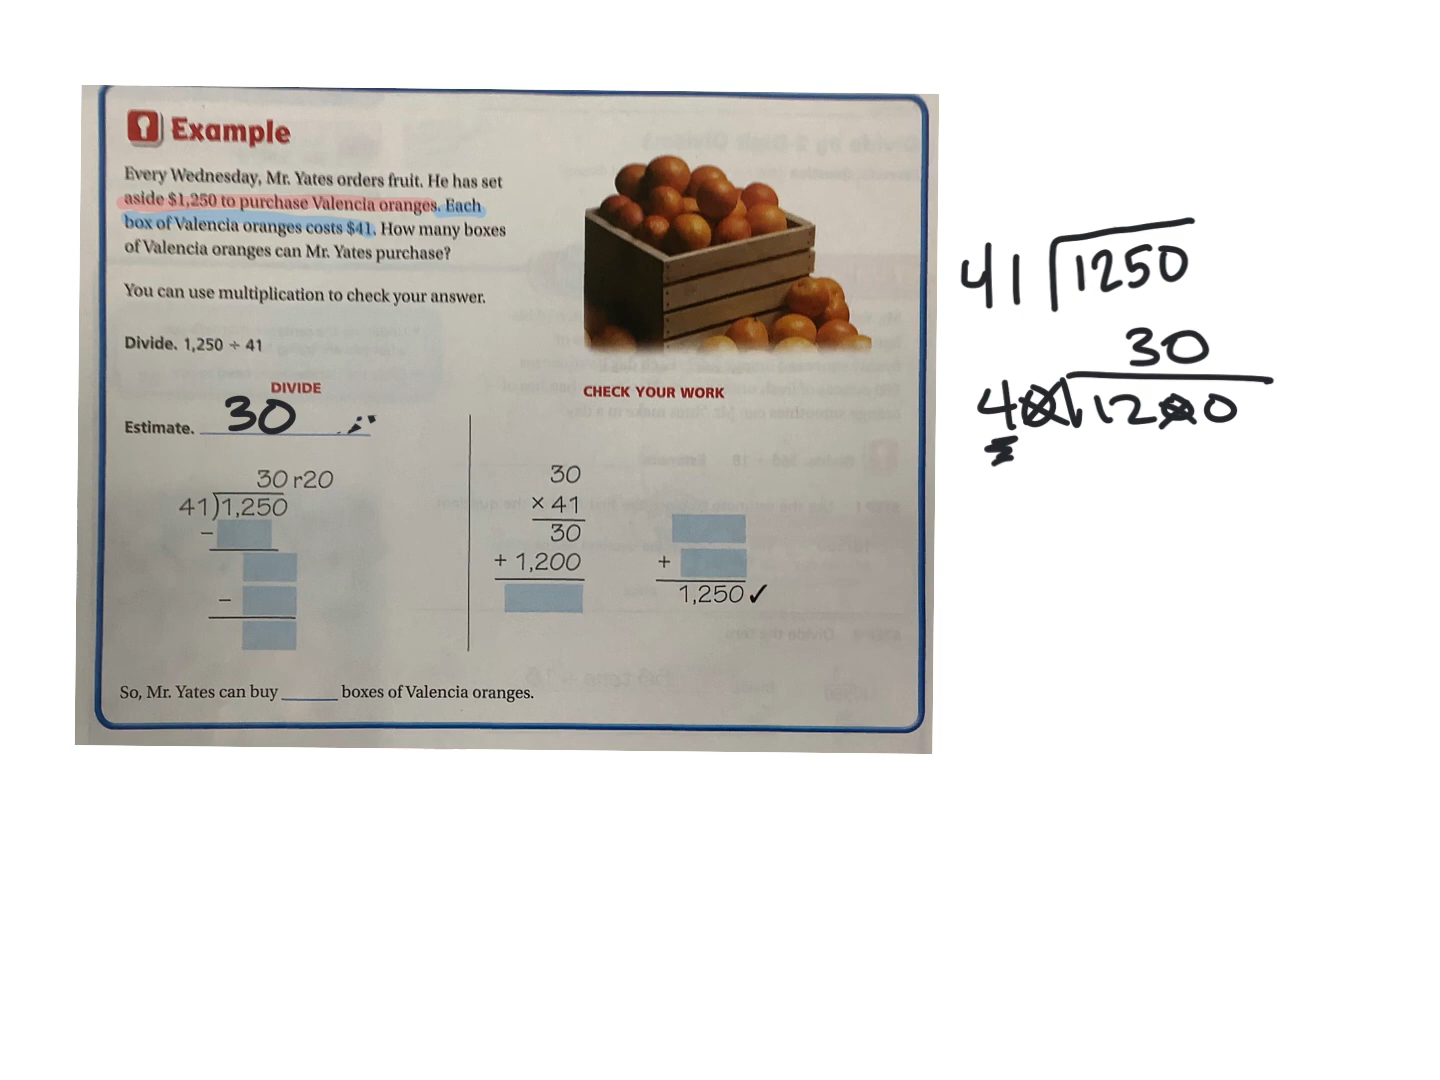 Example
Every Wednesday, Mr. Yates orders fruit. He has set
aside $1,250 to purchase Valencia oranges. Each
box of Valencia oranges costs $41. How many boxes
of Valencia oranges can Mr. Yates purchase?
You can use multiplication to check your answer.
Divide. 1,250 ÷ 41
DIVIDE
Estimate. 30
30 r20
41)1,250
−
−
So, Mr. Yates can buy ______ boxes of Valencia oranges.
CHECK YOUR WORK
30
× 41
30
+ 1,200
+
1,250 ✓
41 1250
30
40 1200